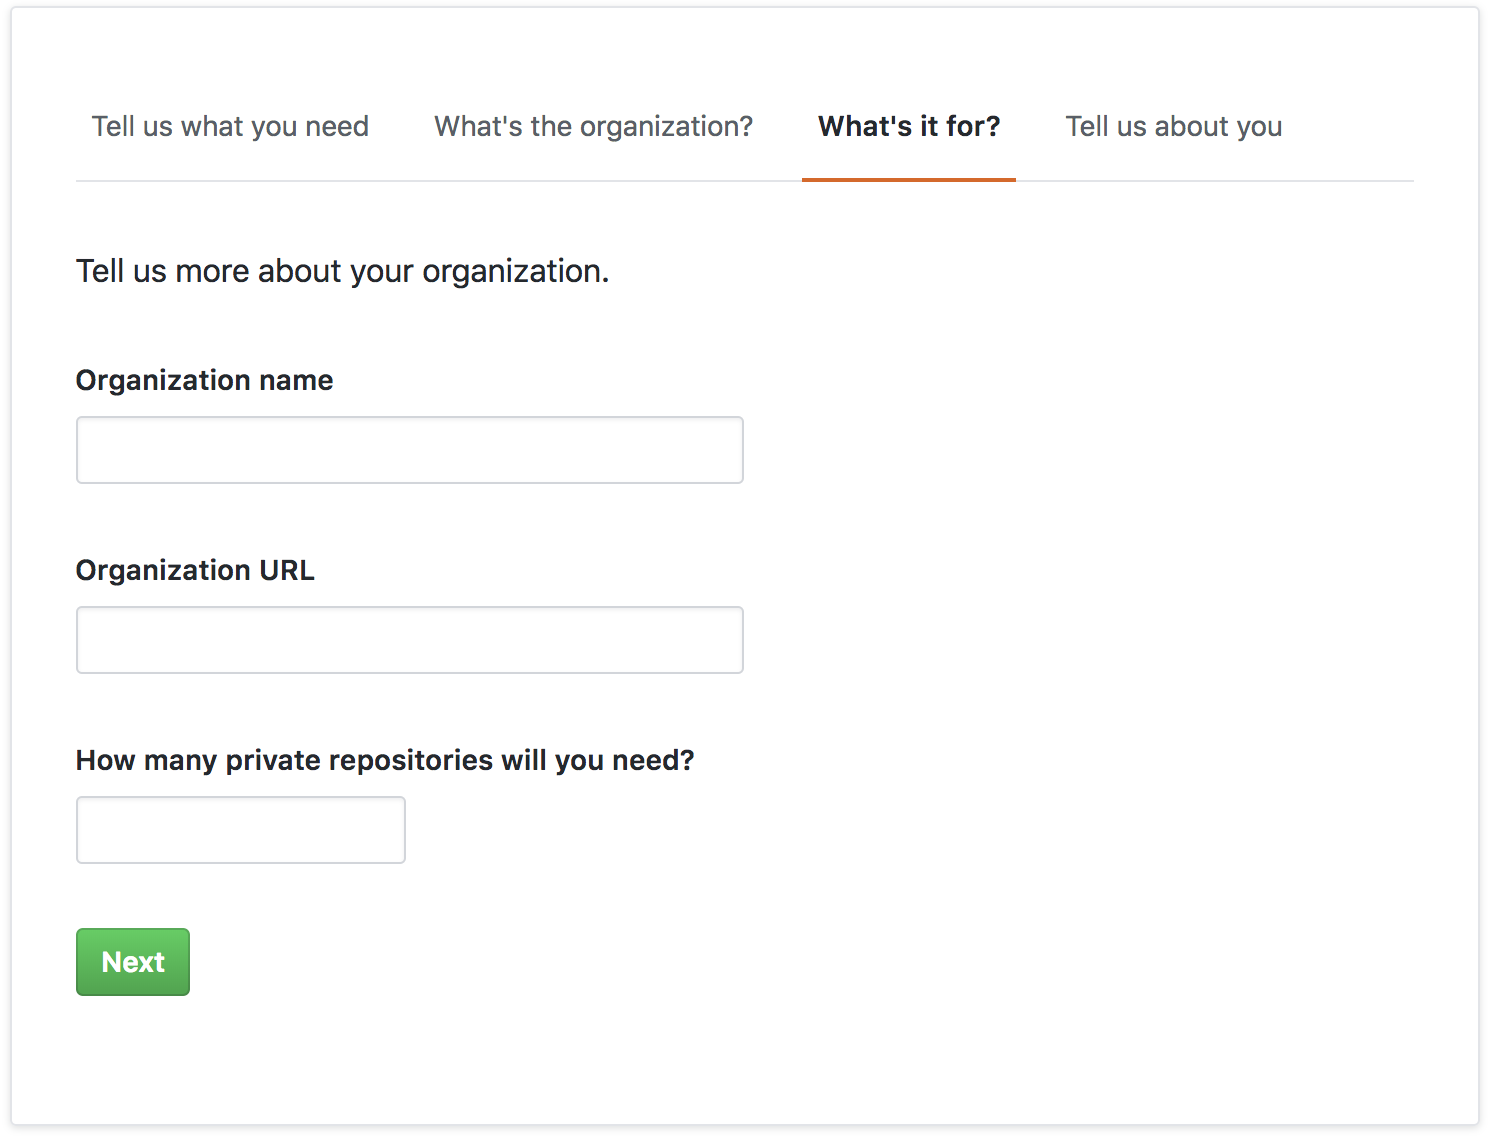 Tell us what you need What's the organization? What's it for? Tell us about you
Tell us more about your organization.
Organization name
Organization URL
How many private repositories will you need?
Next